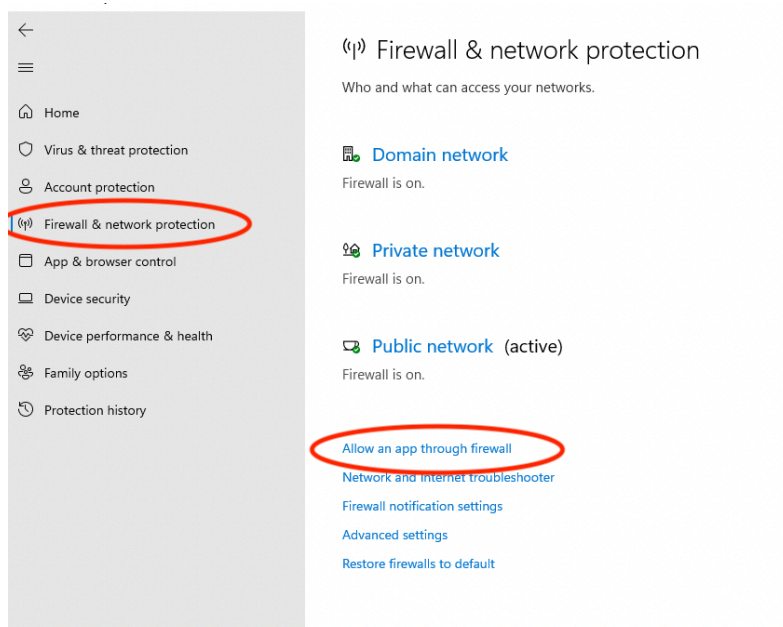 Home
Virus & threat protection
Account protection
Firewall & network protection
App & browser control
Device security
Device performance & health
Family options
Protection history
Firewall & network protection
Who and what can access your networks.
Domain network
Firewall is on.
Private network
Firewall is on.
Public network (active)
Firewall is on.
Allow an app through firewall
Network and Internet troubleshooter
Firewall notification settings
Advanced settings
Restore firewalls to default